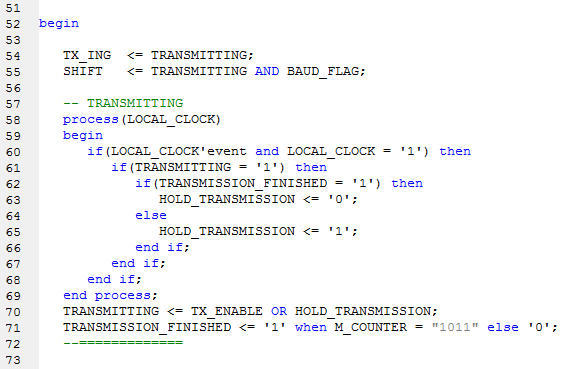 51
52 begin
53
54 TX_ING <= TRANSMITTING;
55 SHIFT <= TRANSMITTING AND BAUD_FLAG;
56
57 -- TRANSMITTING
58 process(LOCAL_CLOCK)
59 begin
60 if(LOCAL_CLOCK'event and LOCAL_CLOCK = '1') then
61 if(TRANSMITTING = '1') then
62 if(TRANSMISSION_FINISHED = '1') then
63 HOLD_TRANSMISSION <= '0';
64 else
65 HOLD_TRANSMISSION <= '1';
66 end if;
67 end if;
68 end if;
69 end process;
70 TRANSMITTING <= TX_ENABLE OR HOLD_TRANSMISSION;
71 TRANSMISSION_FINISHED <= '1' when M_COUNTER = "1011" else '0';
72 --=============
73